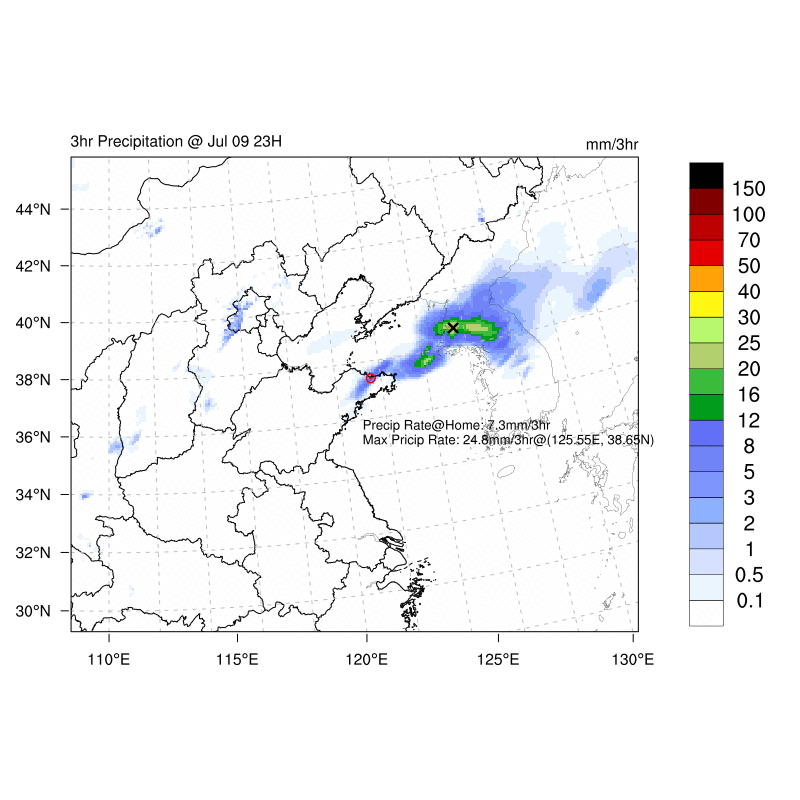 3hr Precipitation @ Jul 09 23H
mm/3hr
44°N
42°N
40°N
38°N
36°N
34°N
32°N
30°N
110°E
115°E
120°E
125°E
130°E
Precip Rate@Home: 7.3mm/3hr
Max Pricip Rate: 24.8mm/3hr@(125.55E, 38.65N)
150
100
70
50
40
30
25
20
16
12
8
5
3
2
1
0.5
0.1